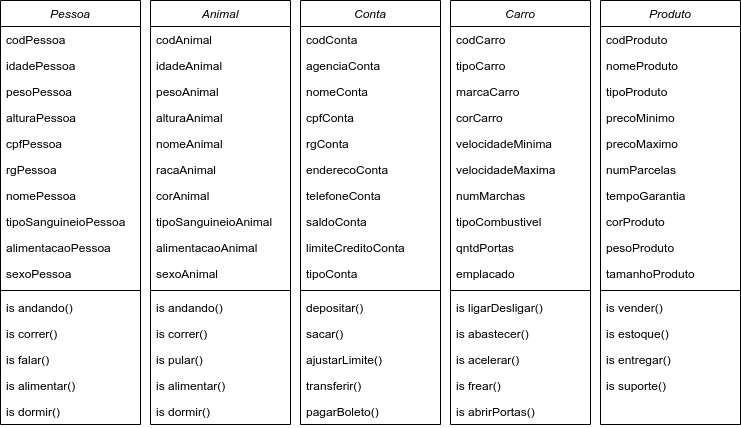 Pessoa
codPessoa
idadePessoa
pesoPessoa
alturaPessoa
cpfPessoa
rgPessoa
nomePessoa
tipoSanguineioPessoa
alimentacaoPessoa
sexoPessoa
is andando()
is correr()
is falar()
is alimentar()
is dormir()
Animal
codAnimal
idadeAnimal
pesoAnimal
alturaAnimal
nomeAnimal
racaAnimal
corAnimal
tipoSanguineioAnimal
alimentacaoAnimal
sexoAnimal
is andando()
is correr()
is pular()
is alimentar()
is dormir()
Conta
codConta
agenciaConta
nomeConta
cpfConta
rgConta
enderecoConta
telefoneConta
saldoConta
limiteCreditoConta
tipoConta
depositar()
sacar()
ajustarLimite()
transferir()
pagarBoleto()
Carro
codCarro
tipoCarro
marcaCarro
corCarro
velocidadeMinima
velocidadeMaxima
numMarchas
tipoCombustivel
qntdPortas
emplacado
is ligarDesligar()
is abastecer()
is acelerar()
is frear()
is abrirPortas()
Produto
codProduto
nomeProduto
tipoProduto
precoMinimo
precoMaximo
numParcelas
tempoGarantia
corProduto
pesoProduto
tamanhoProduto
is vender()
is estoque()
is entregar()
is suporte()